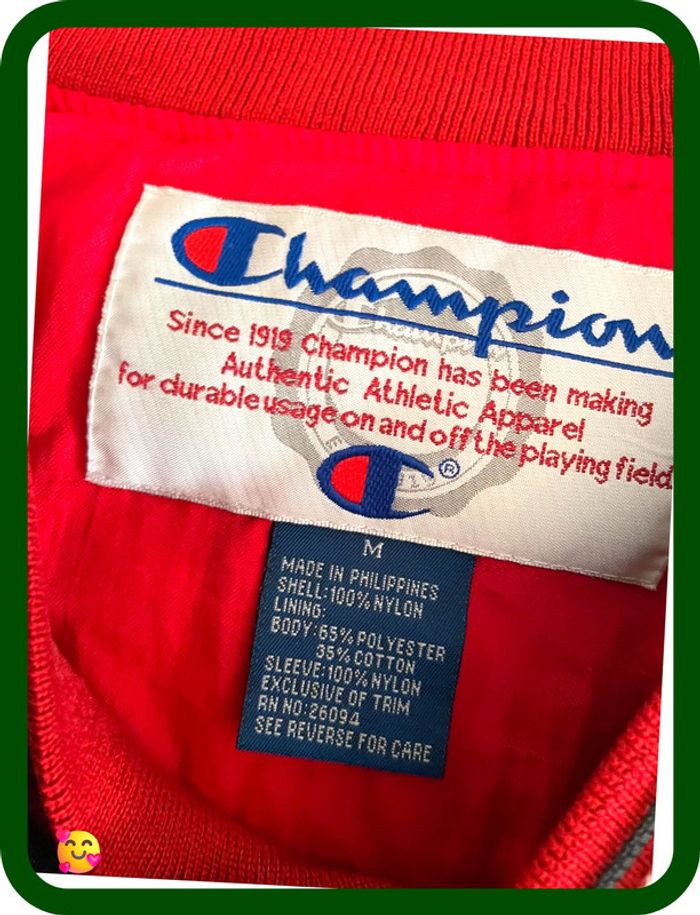 Champion
Since 1919 Champion has been making
Authentic Athletic Apparel
for durable usage on and off the playing field
®
M
MADE IN PHILIPPINES
SHELL:100% NYLON
LINING:
BODY:65% POLYESTER
35% COTTON
SLEEVE:100% NYLON
EXCLUSIVE OF TRIM
RN NO:26094
SEE REVERSE FOR CARE